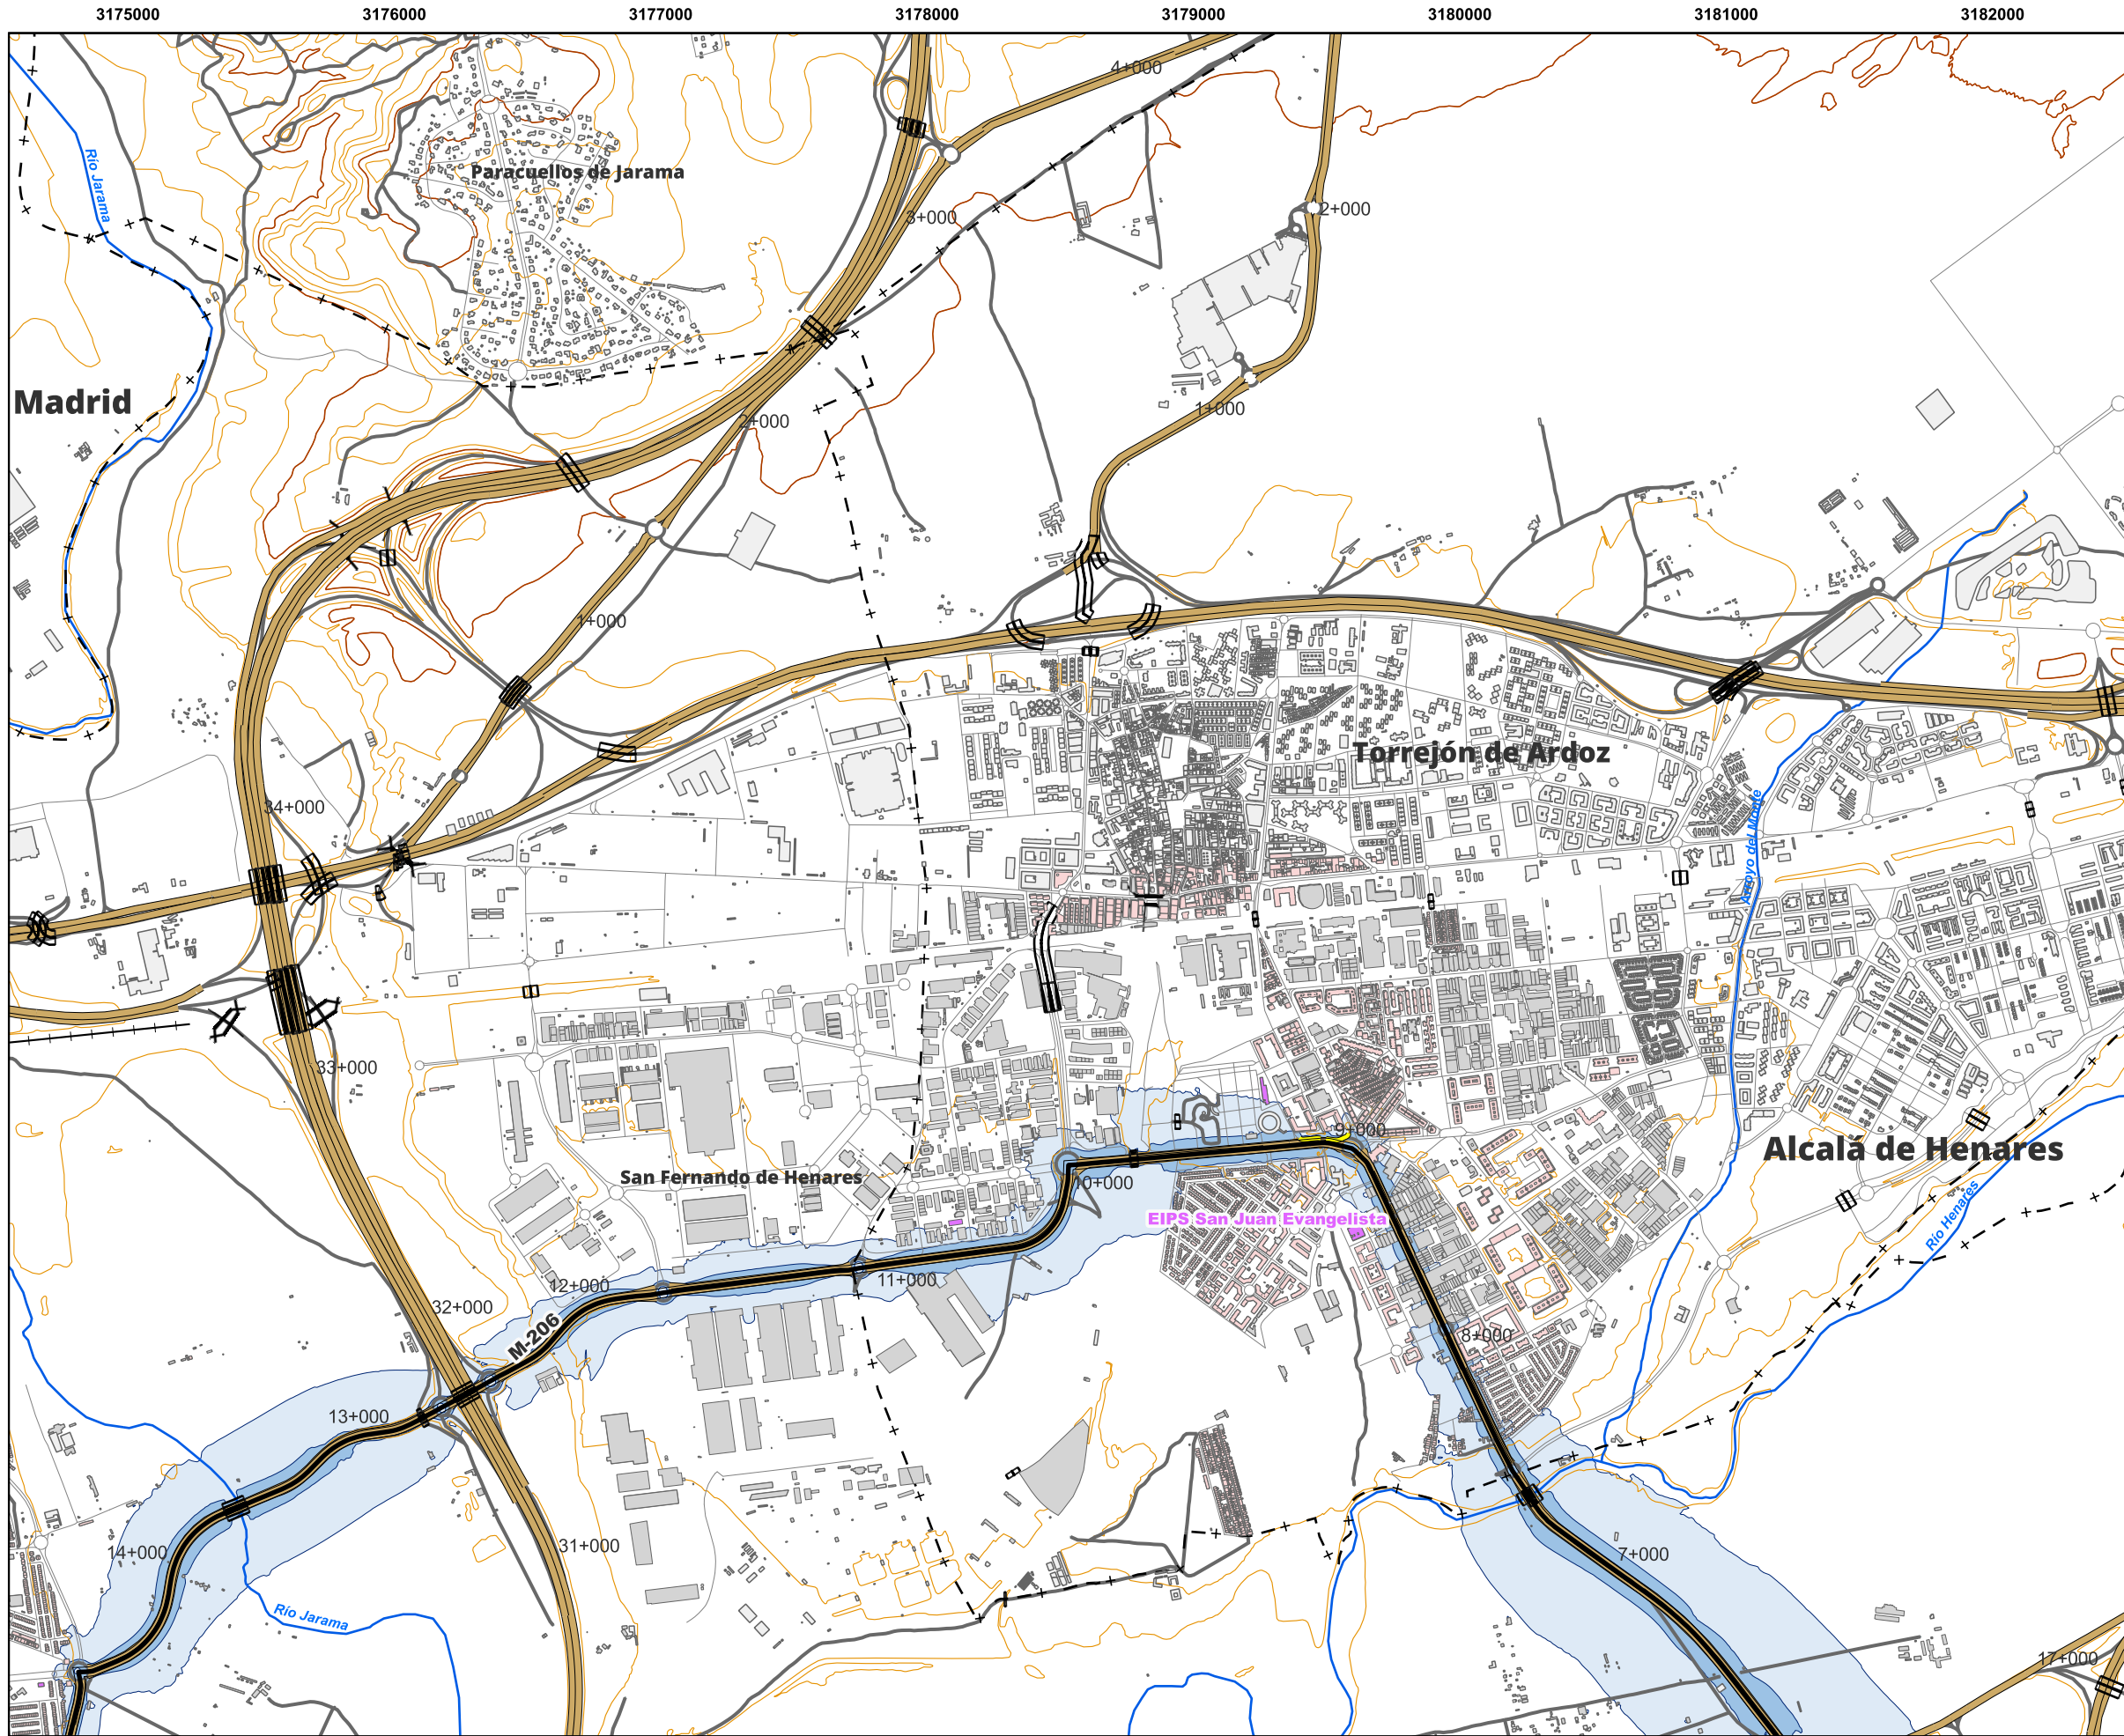 3175000 3176000 3177000 3178000 3179000 3180000 3181000 3182000
4+000
Río Jarama
Paracuellos de Jarama
3+000
2+000
Madrid
1+000
2+000
1+000
Torrejón de Ardoz
34+000
Arroyo del Monte
33+000
9+000
Alcalá de Henares
San Fernando de Henares
10+000
EIPS San Juan Evangelista
Río Henares
11+000
12+000
32+000
M-206
8+000
13+000
31+000
14+000
7+000
Río Jarama
17+000